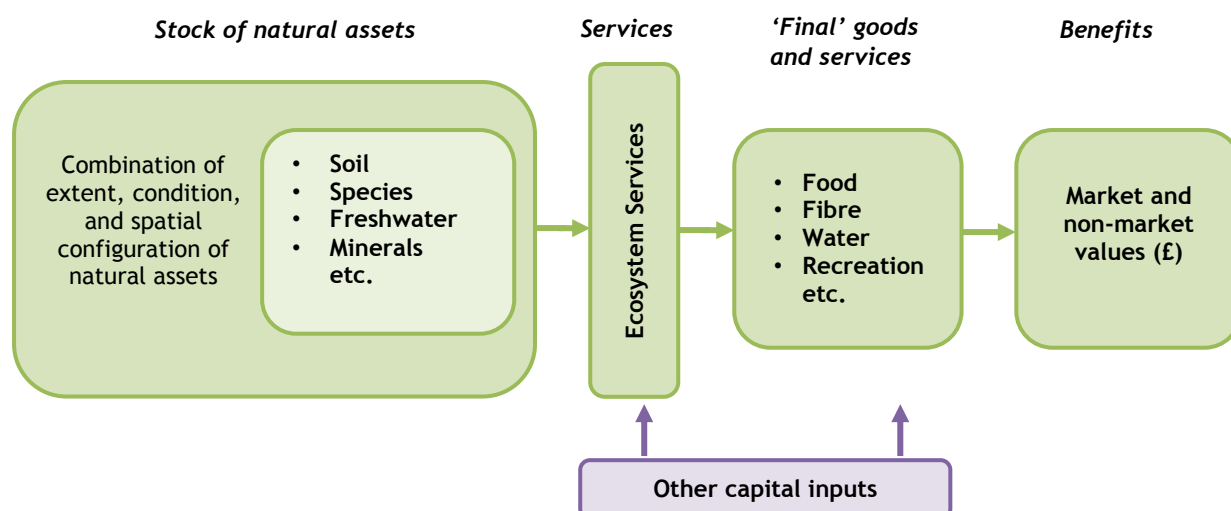 Stock of natural assets
Services
‘Final’ goods
and services
Benefits
Combination of
extent, condition,
and spatial
configuration of
natural assets
• Soil
• Species
• Freshwater
• Minerals
etc.
Ecosystem Services
• Food
• Fibre
• Water
• Recreation
etc.
Market and
non-market
values (£)
Other capital inputs